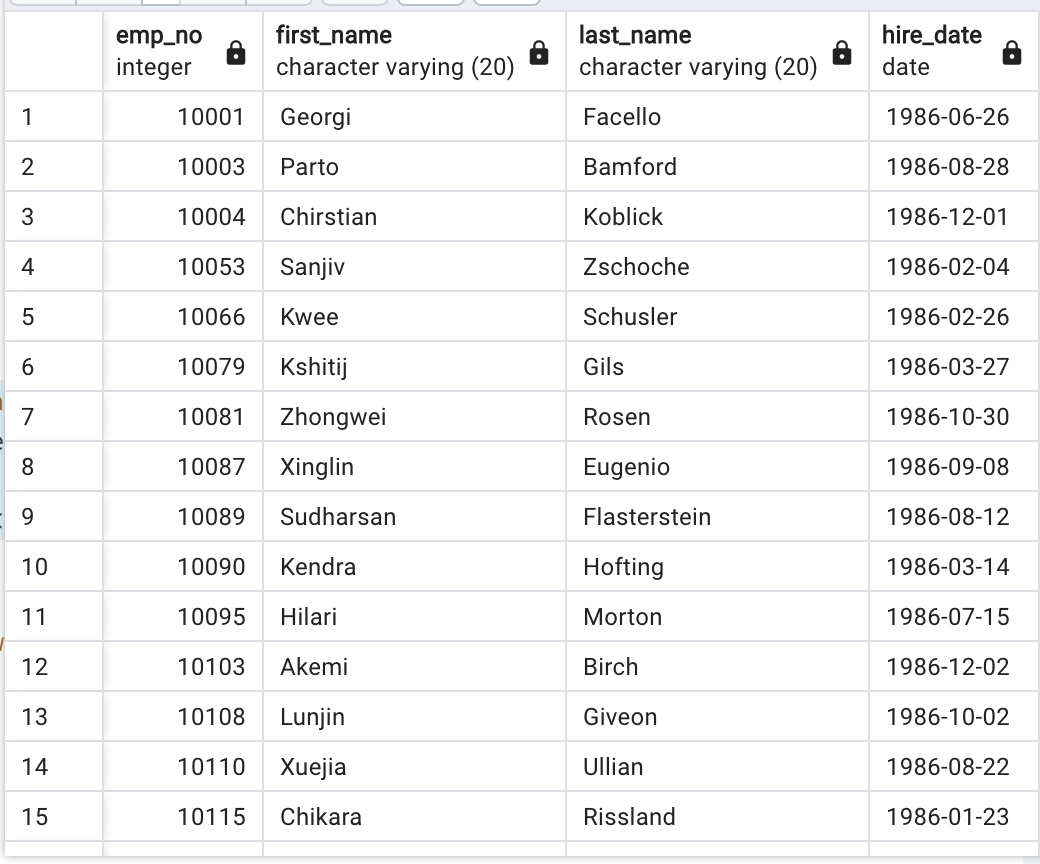 emp_no first_name last_name hire_date
integer character varying (20) character varying (20) date
1 10001 Georgi Facello 1986-06-26
2 10003 Parto Bamford 1986-08-28
3 10004 Chirstian Koblick 1986-12-01
4 10053 Sanjiv Zschoche 1986-02-04
5 10066 Kwee Schusler 1986-02-26
6 10079 Kshitij Gils 1986-03-27
7 10081 Zhongwei Rosen 1986-10-30
8 10087 Xinglin Eugenio 1986-09-08
9 10089 Sudharsan Flasterstein 1986-08-12
10 10090 Kendra Hofting 1986-03-14
11 10095 Hilari Morton 1986-07-15
12 10103 Akemi Birch 1986-12-02
13 10108 Lunjin Giveon 1986-10-02
14 10110 Xuejia Ullian 1986-08-22
15 10115 Chikara Rissland 1986-01-23